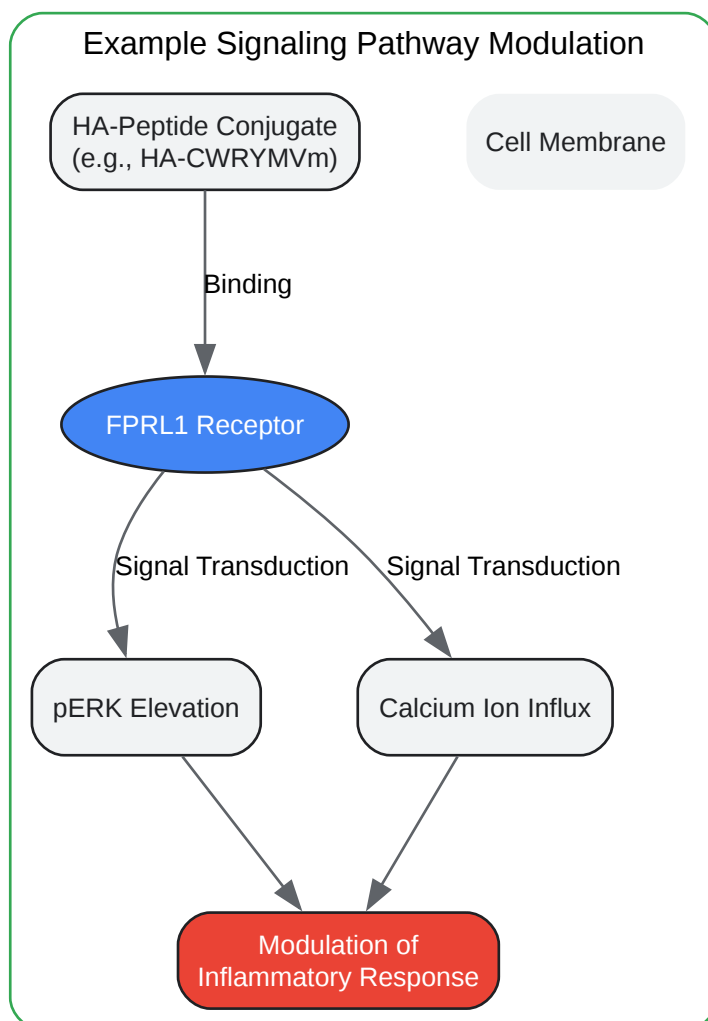 Example Signaling Pathway Modulation
HA-Peptide Conjugate
(e.g., HA-CWRYMVm)
Cell Membrane
Binding
FPRL1 Receptor
Signal Transduction
Signal Transduction
pERK Elevation
Calcium Ion Influx
Modulation of
Inflammatory Response